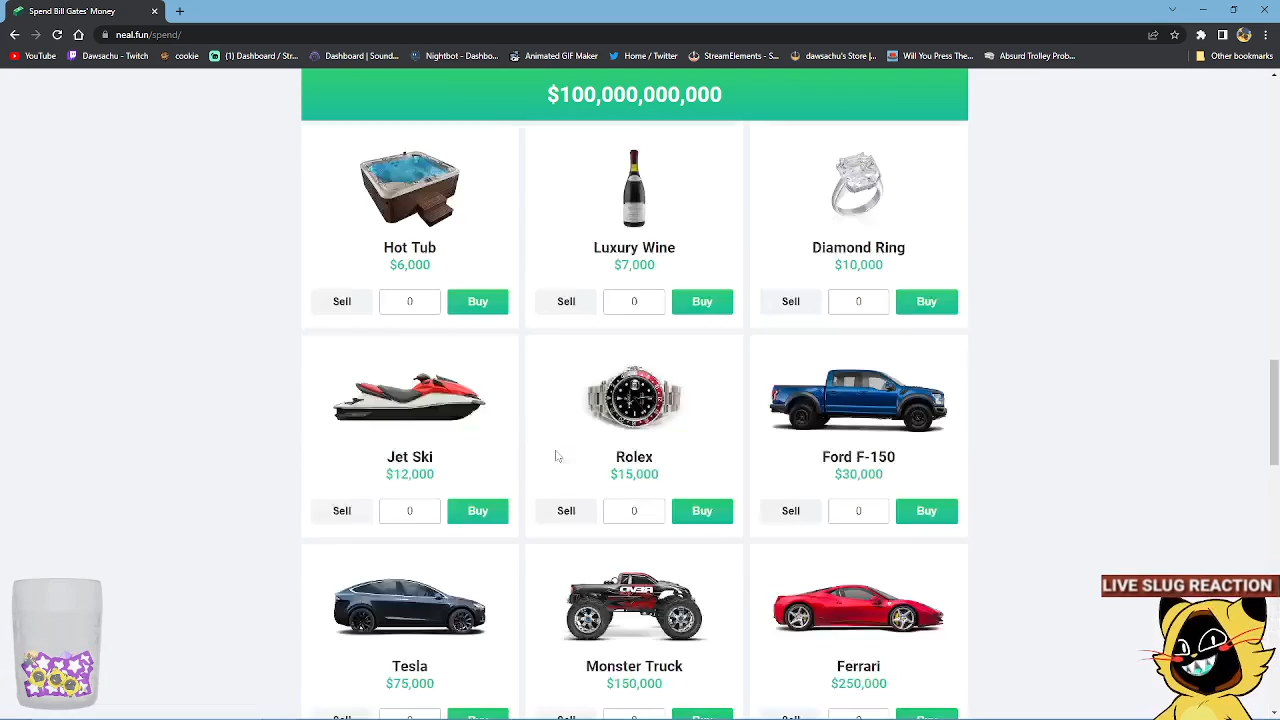 Spend Bill Gates' Money
neal.fun/spend/
YouTube
Dawsachu - Twitch
cookie
(1) Dashboard / Str...
Dashboard | Sound...
Nightbot - Dashbo...
Animated GIF Maker
Home / Twitter
StreamElements - S...
dawsachu's Store |...
Will You Press The...
Absurd Trolley Prob...
Other bookmarks
$100,000,000,000
Hot Tub
$6,000
Sell 0 Buy
Luxury Wine
$7,000
Sell 0 Buy
Diamond Ring
$10,000
Sell 0 Buy
Jet Ski
$12,000
Sell 0 Buy
Rolex
$15,000
Sell 0 Buy
Ford F-150
$30,000
Sell 0 Buy
Tesla
$75,000
Monster Truck
$150,000
Ferrari
$250,000
LIVE SLUG REACTION